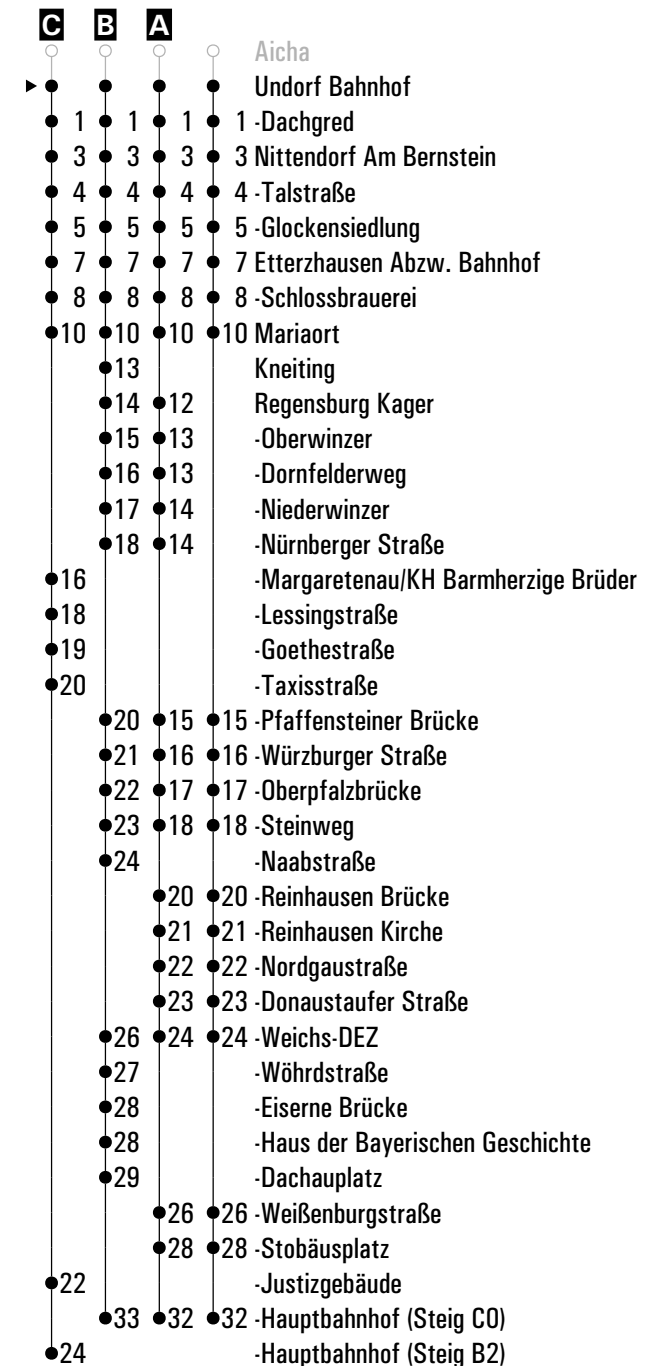 C B A
Aicha
Undorf Bahnhof
1 1 1 1 -Dachgred
3 3 3 3 Nittendorf Am Bernstein
4 4 4 4 -Talstraße
5 5 5 5 -Glockensiedlung
7 7 7 7 Etterzhausen Abzw. Bahnhof
8 8 8 8 -Schlossbrauerei
10 10 10 10 Mariaort
13 Kneiting
14 12 Regensburg Kager
15 13 -Oberwinzer
16 13 -Dornfelderweg
17 14 -Niederwinzer
18 14 -Nürnberger Straße
16 -Margaretenau/KH Barmherzige Brüder
18 -Lessingstraße
19 -Goethestraße
20 -Taxisstraße
20 15 15 -Pfaffensteiner Brücke
21 16 16 -Würzburger Straße
22 17 17 -Oberpfalzbrücke
23 18 18 -Steinweg
24 -Naabstraße
20 20 -Reinhausen Brücke
21 21 -Reinhausen Kirche
22 22 -Nordgaustraße
23 23 -Donaustaufer Straße
26 24 24 -Weichs-DEZ
27 -Wöhrdstraße
28 -Eiserne Brücke
28 -Haus der Bayerischen Geschichte
29 -Dachauplatz
26 26 -Weißenburgstraße
28 28 -Stobäusplatz
22 -Justizgebäude
33 32 32 -Hauptbahnhof (Steig C0)
24 -Hauptbahnhof (Steig B2)